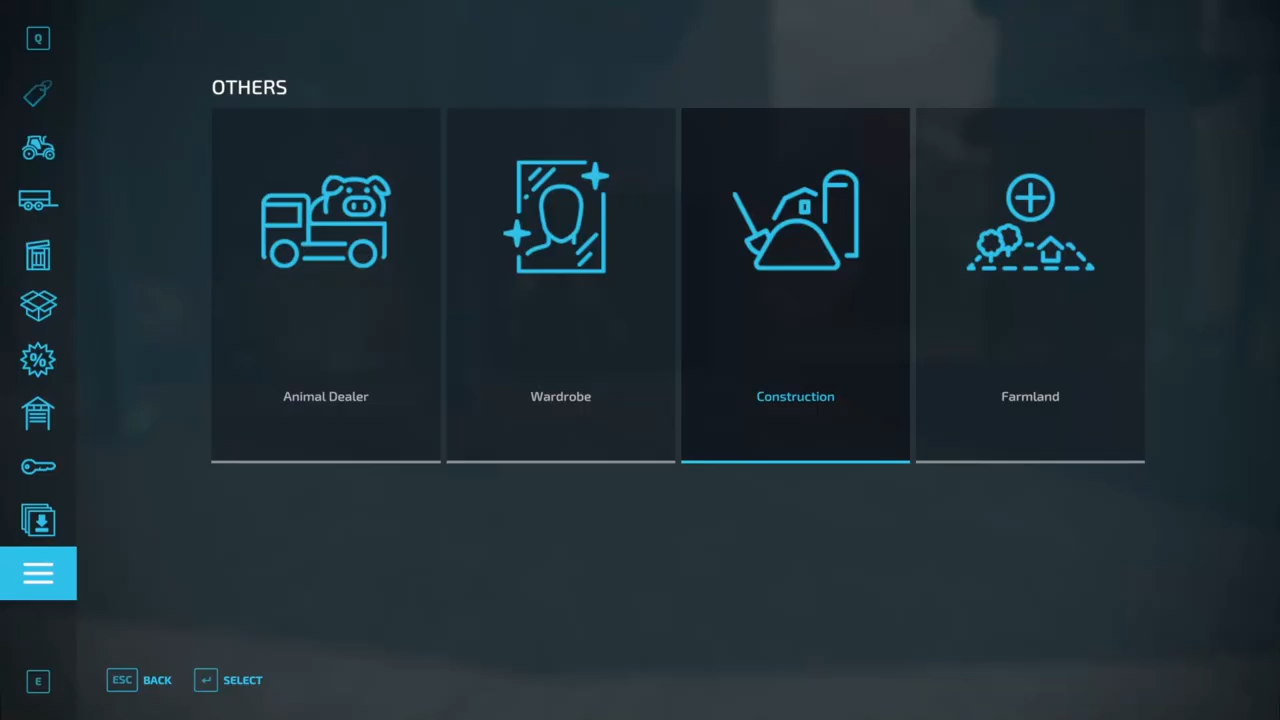 Q
OTHERS
%
Animal Dealer
Wardrobe
Construction
Farmland
E
ESC BACK
↵ SELECT